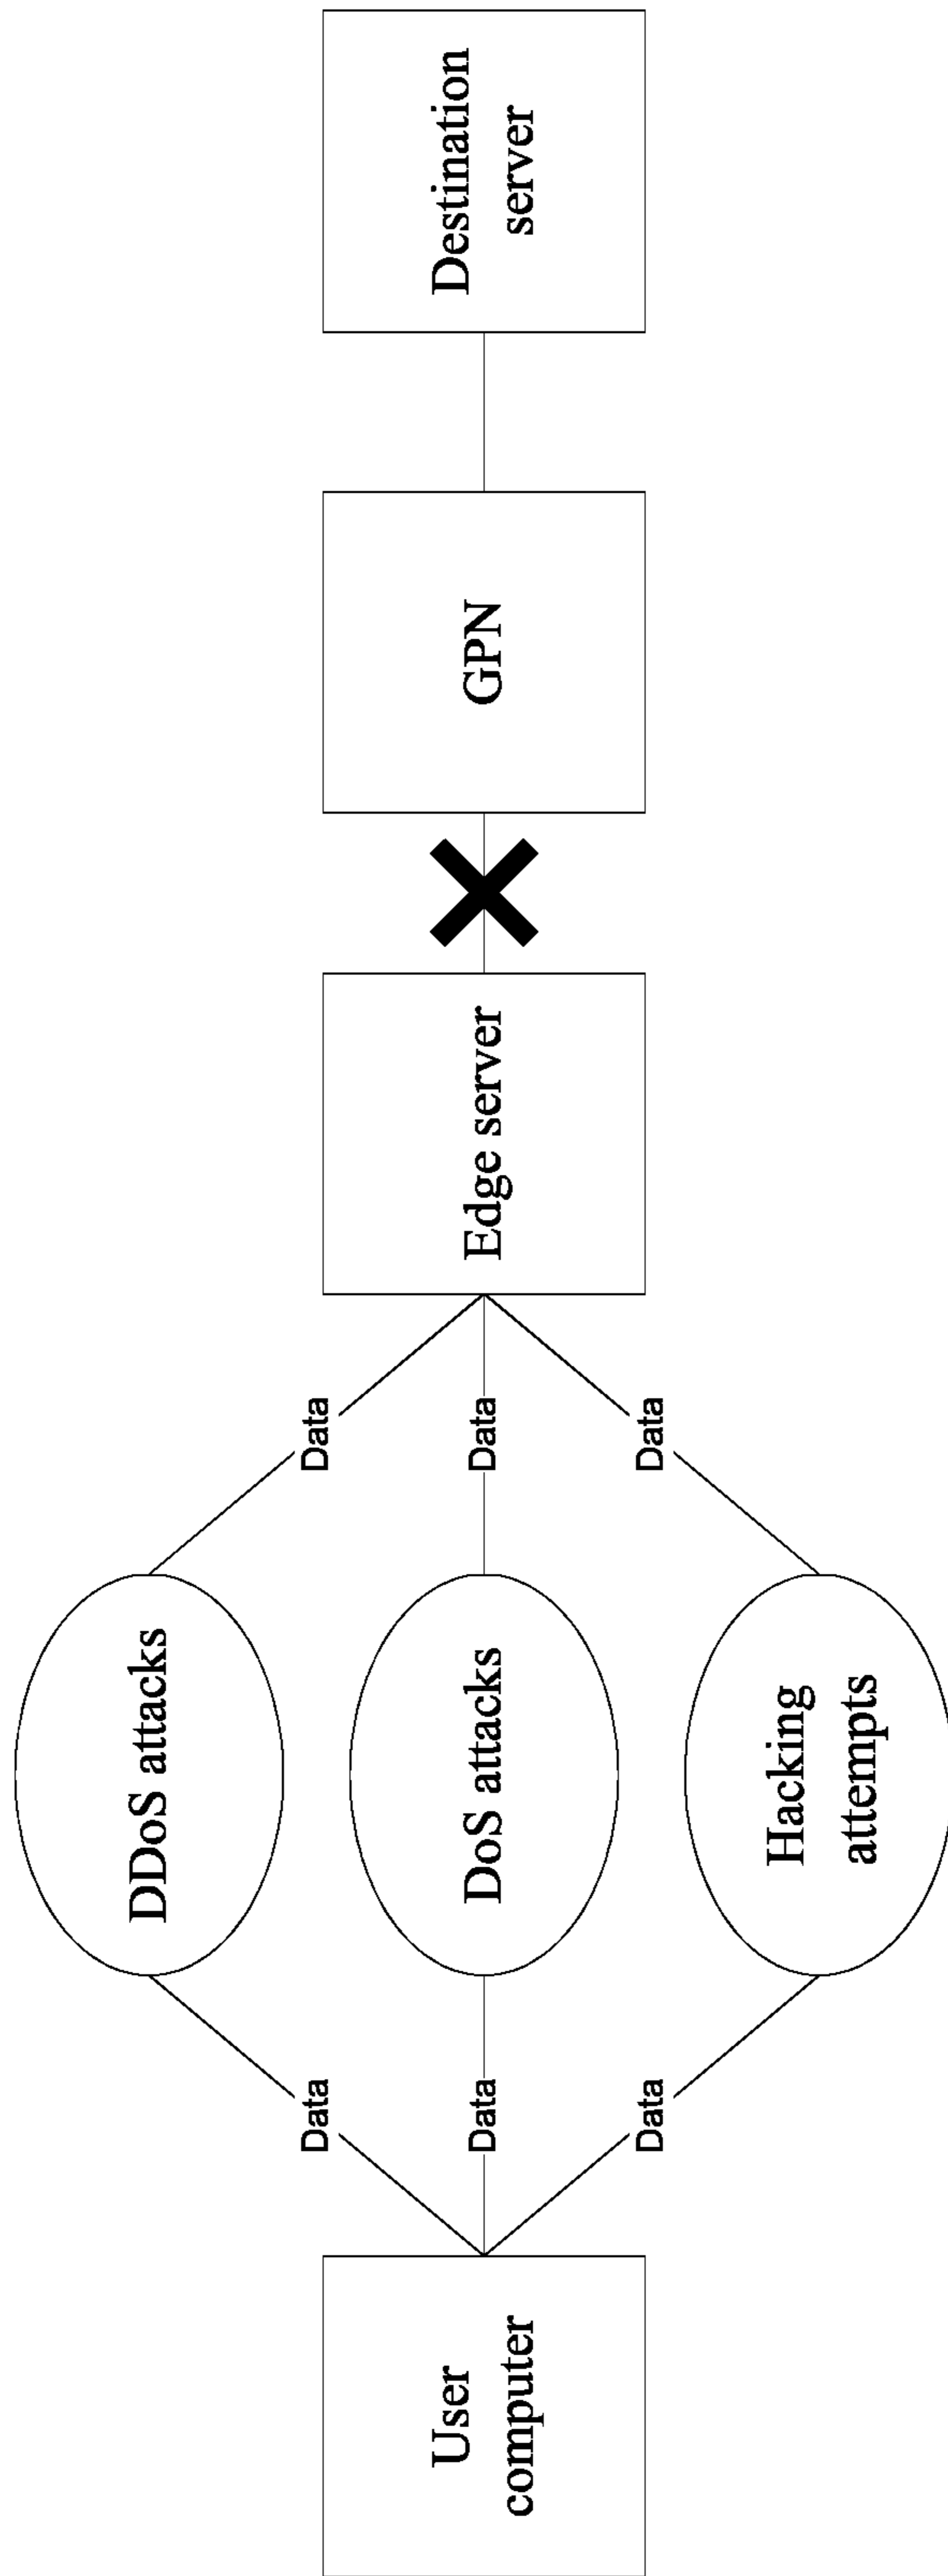 User
computer
Data
Data
Data
DDoS attacks
DoS attacks
Hacking
attempts
Data
Data
Data
Edge server
GPN
Destination
server